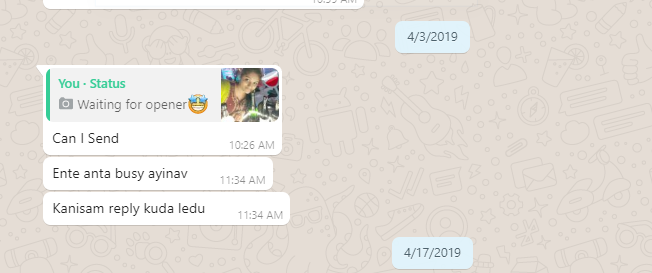 4/3/2019
You · Status
Waiting for opener🤩
Can I Send
10:26 AM
Ente anta busy ayinav
11:34 AM
Kanisam reply kuda ledu
11:34 AM
4/17/2019